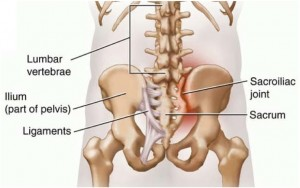 Lumbar
vertebrae
Ilium
(part of pelvis)
Ligaments
Sacroiliac
joint
Sacrum